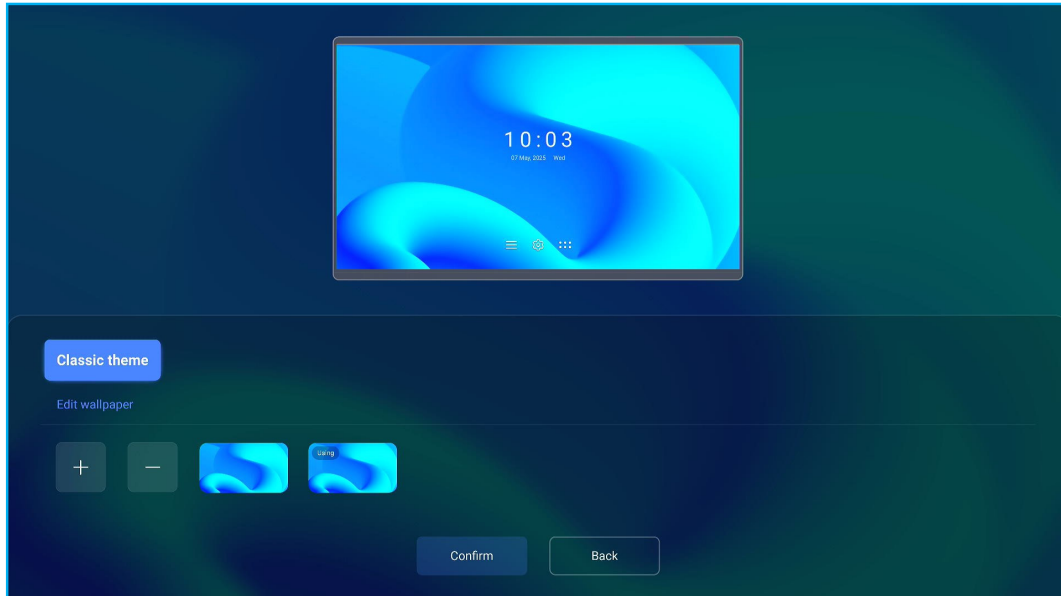 10:03
07 May, 2025 Wed
Classic theme
Edit wallpaper
Using
Confirm
Back